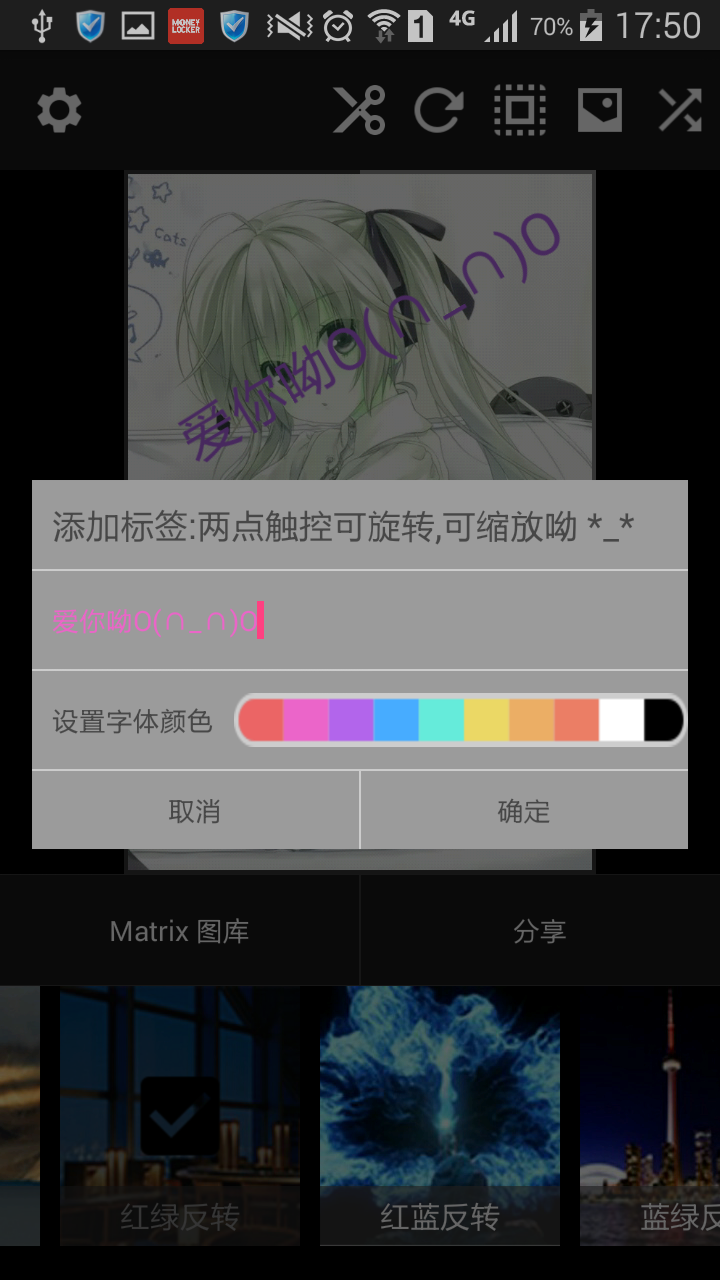 MONEY LOCKER
1
4G
70%
17:50
Cats
爱你呦O(∩_∩)O
添加标签:两点触控可旋转,可缩放呦 *_*
爱你呦O(∩_∩)O
设置字体颜色
取消
确定
Matrix 图库
分享
红绿反转
红蓝反转
蓝绿反